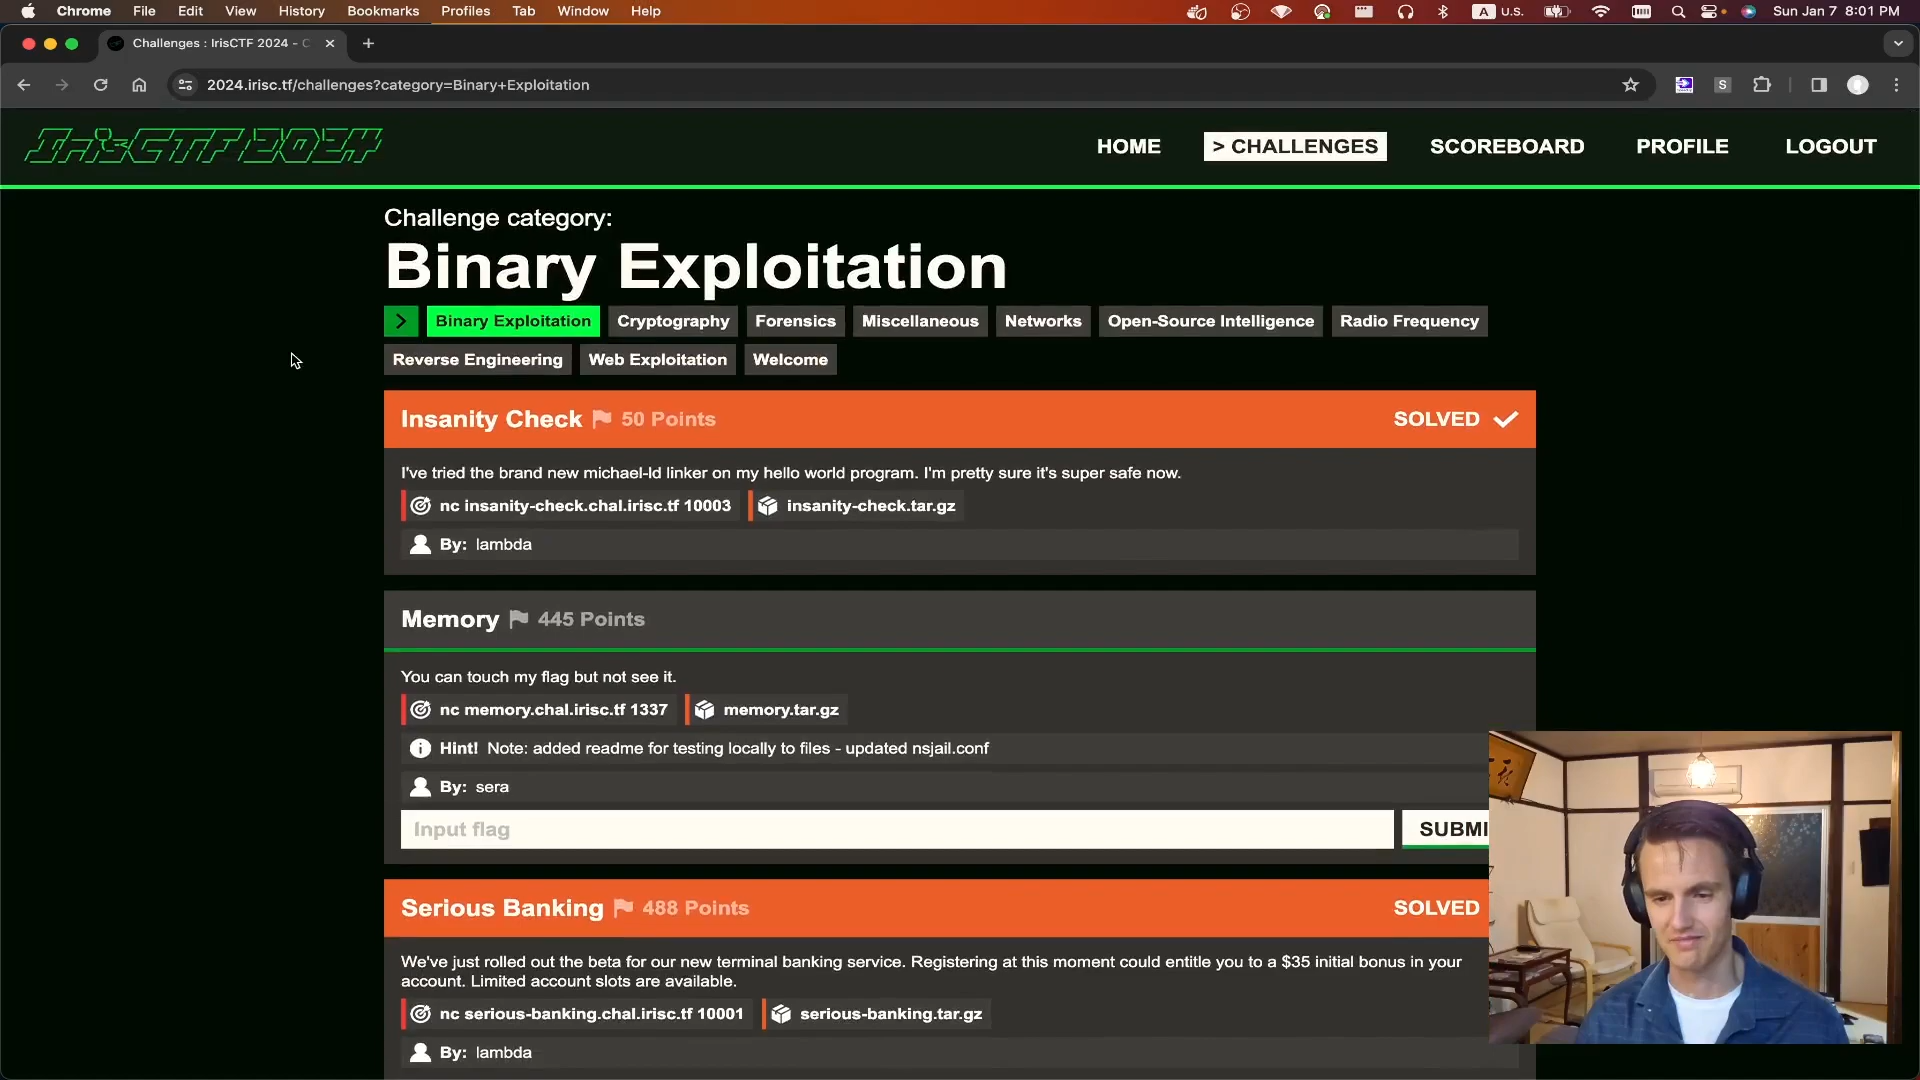 Chrome File Edit View History Bookmarks Profiles Tab Window Help A U.S. Sun Jan 7 8:01 PM
Challenges : IrisCTF 2024 - C
2024.irisc.tf/challenges?category=Binary+Exploitation
HOME > CHALLENGES SCOREBOARD PROFILE LOGOUT
Challenge category:
Binary Exploitation
> Binary Exploitation Cryptography Forensics Miscellaneous Networks Open-Source Intelligence Radio Frequency
Reverse Engineering Web Exploitation Welcome
Insanity Check 50 Points SOLVED
I've tried the brand new michael-ld linker on my hello world program. I'm pretty sure it's super safe now.
nc insanity-check.chal.irisc.tf 10003 insanity-check.tar.gz
By: lambda
Memory 445 Points
You can touch my flag but not see it.
nc memory.chal.irisc.tf 1337 memory.tar.gz
Hint! Note: added readme for testing locally to files - updated nsjail.conf
By: sera
Input flag SUBMI
Serious Banking 488 Points SOLVED
We've just rolled out the beta for our new terminal banking service. Registering at this moment could entitle you to a $35 initial bonus in your
account. Limited account slots are available.
nc serious-banking.chal.irisc.tf 10001 serious-banking.tar.gz
By: lambda